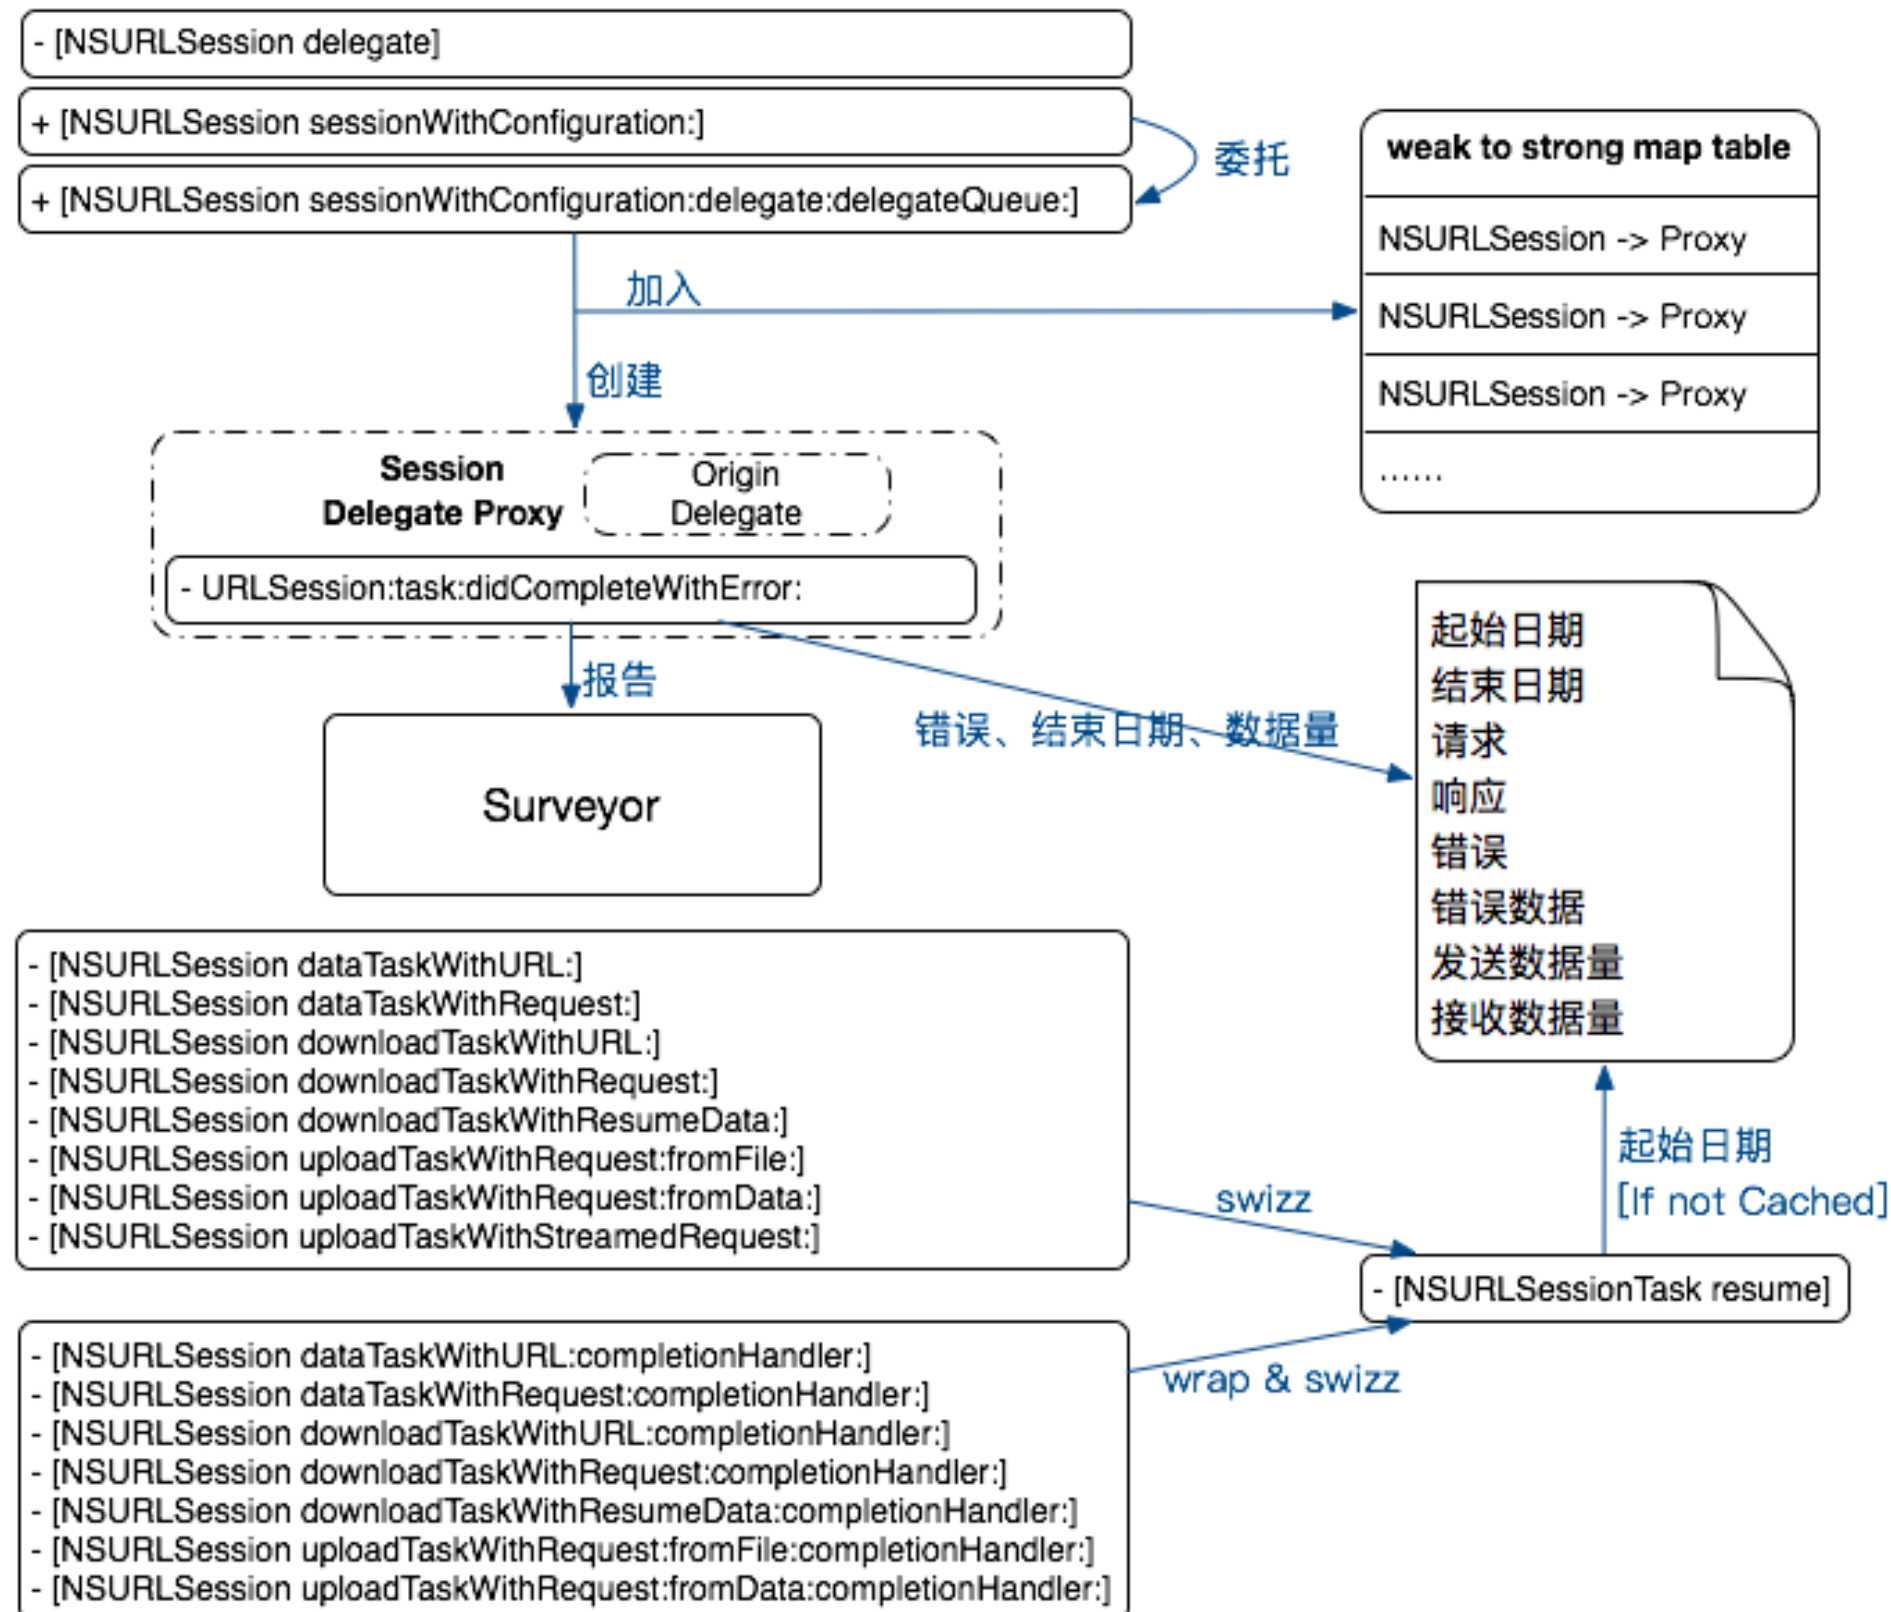 - [NSURLSession delegate]
+ [NSURLSession sessionWithConfiguration:]
委托
+ [NSURLSession sessionWithConfiguration:delegate:delegateQueue:]
weak to strong map table
NSURLSession -> Proxy
NSURLSession -> Proxy
NSURLSession -> Proxy
......
加入
创建
Session
Delegate Proxy
Origin
Delegate
- URLSession:task:didCompleteWithError:
报告
错误、结束日期、数据量
Surveyor
起始日期
结束日期
请求
响应
错误
错误数据
发送数据量
接收数据量
- [NSURLSession dataTaskWithURL:]
- [NSURLSession dataTaskWithRequest:]
- [NSURLSession downloadTaskWithURL:]
- [NSURLSession downloadTaskWithRequest:]
- [NSURLSession downloadTaskWithResumeData:]
- [NSURLSession uploadTaskWithRequest:fromFile:]
- [NSURLSession uploadTaskWithRequest:fromData:]
- [NSURLSession uploadTaskWithStreamedRequest:]
swizz
起始日期
[If not Cached]
- [NSURLSessionTask resume]
wrap & swizz
- [NSURLSession dataTaskWithURL:completionHandler:]
- [NSURLSession dataTaskWithRequest:completionHandler:]
- [NSURLSession downloadTaskWithURL:completionHandler:]
- [NSURLSession downloadTaskWithRequest:completionHandler:]
- [NSURLSession downloadTaskWithResumeData:completionHandler:]
- [NSURLSession uploadTaskWithRequest:fromFile:completionHandler:]
- [NSURLSession uploadTaskWithRequest:fromData:completionHandler:]